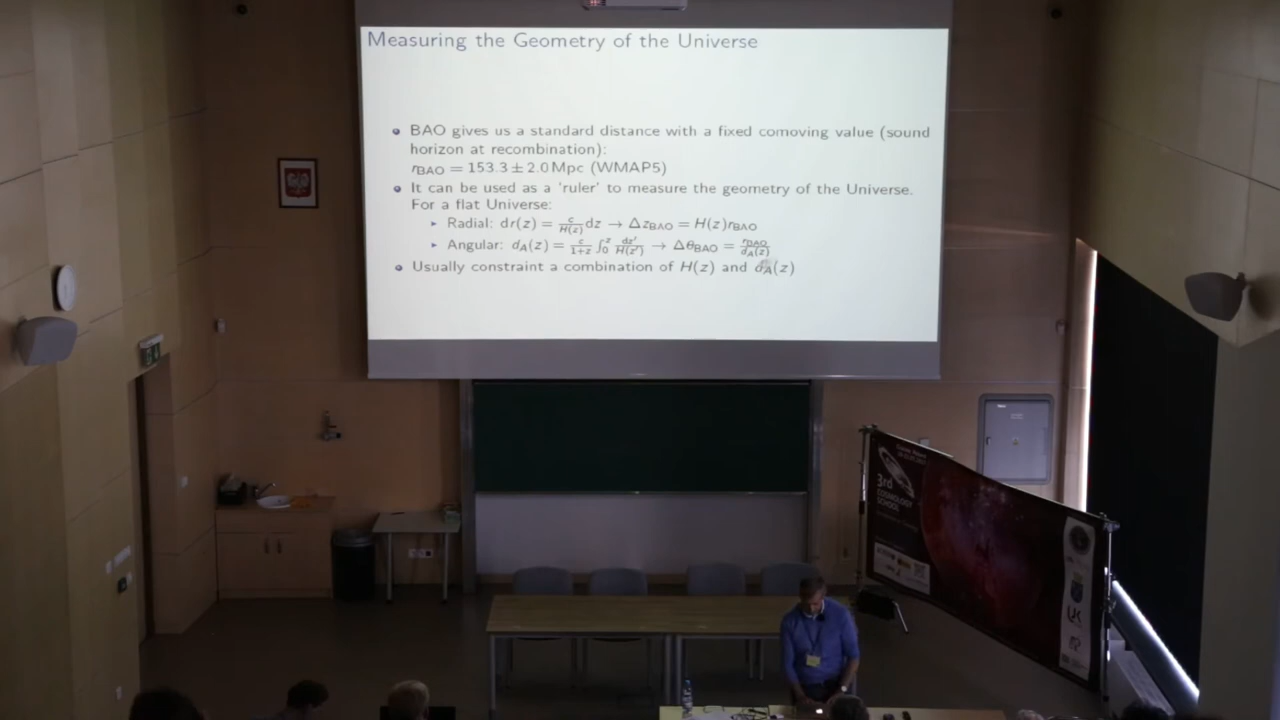 Measuring the Geometry of the Universe
BAO gives us a standard distance with a fixed comoving value (sound
horizon at recombination):
r_BAO = 153.3 ± 2.0 Mpc (WMAP5)
It can be used as a 'ruler' to measure the geometry of the Universe.
For a flat Universe:
Radial: dr(z) = c/H(z) dz → Δz_BAO = H(z)r_BAO
Angular: d_A(z) = c/1+z ∫_0^z dz'/H(z') → Δθ_BAO = r_BAO/d_A(z)
Usually constraint a combination of H(z) and d_A(z)
3rd
COSMOLOGY
SCHOOL